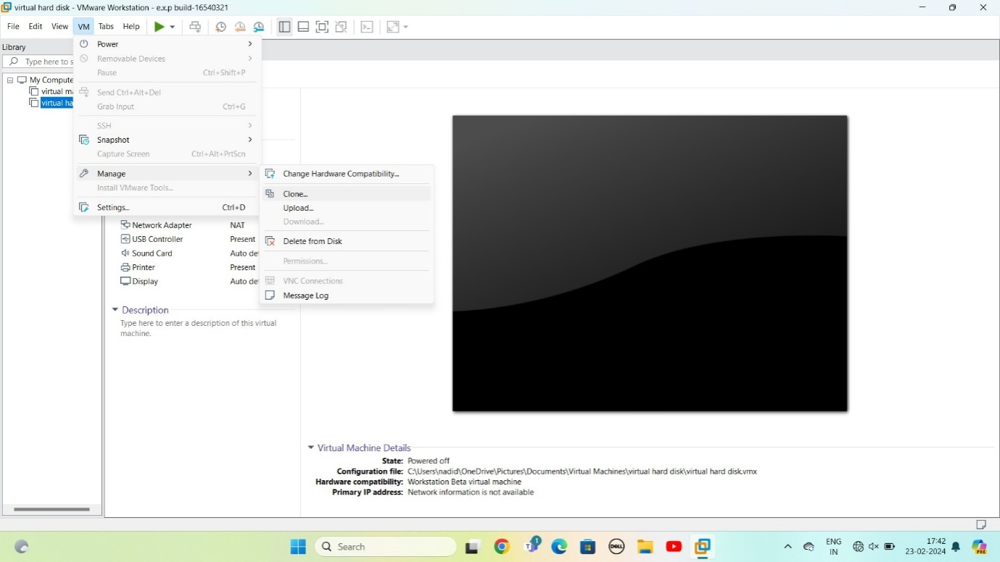 virtual hard disk - VMware Workstation - e.x.p build-16540321
File Edit View VM Tabs Help
Library
Type here to s
My Compute
virtual ma
virtual ha
Power
Removable Devices
Pause Ctrl+Shift+P
Send Ctrl+Alt+Del
Grab Input Ctrl+G
SSH
Snapshot
Capture Screen Ctrl+Alt+PrtScn
Manage
Install VMware Tools...
Settings... Ctrl+D
Change Hardware Compatibility...
Clone...
Upload...
Download...
Delete from Disk
Permissions...
VNC Connections
Message Log
Network Adapter NAT
USB Controller Present
Sound Card Auto de
Printer Present
Display Auto de
Description
Type here to enter a description of this virtual
machine.
Virtual Machine Details
State: Powered off
Configuration file: C:\Users\nadid\OneDrive\Pictures\Documents\Virtual Machines\virtual hard disk\virtual hard disk.vmx
Hardware compatibility: Workstation Beta virtual machine
Primary IP address: Network information is not available
Search
1
DELL
ENG
IN
17:42
23-02-2024
PRE